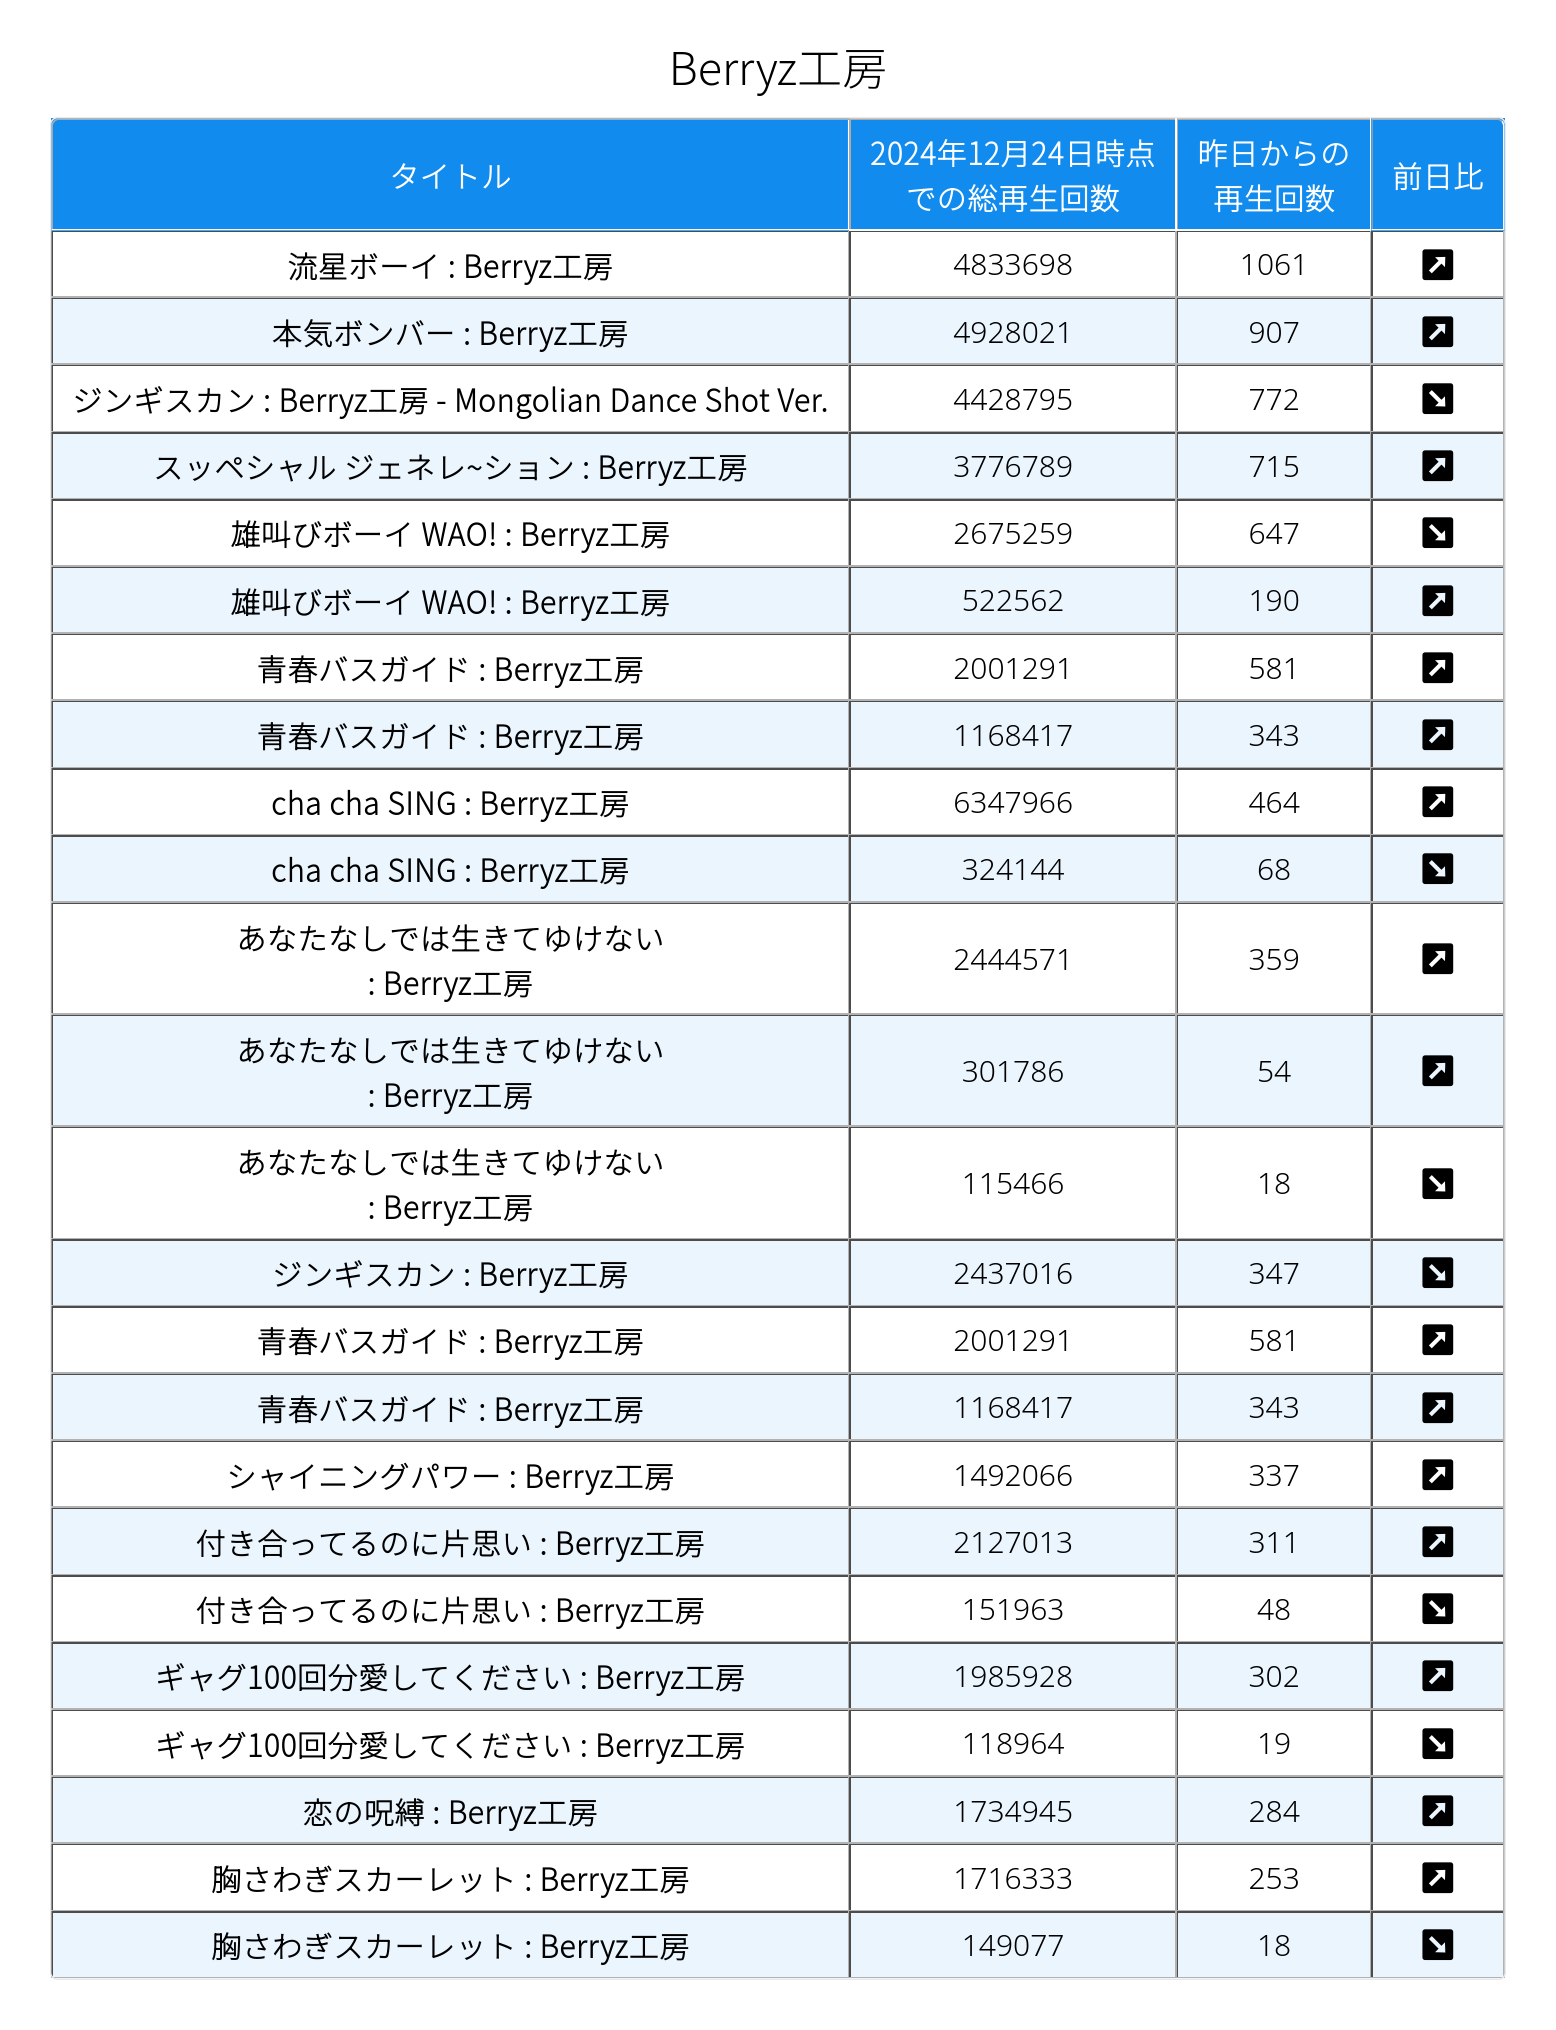 Berryz工房
タイトル
2024年12月24日時点
での総再生回数
昨日からの
再生回数
前日比
流星ボーイ : Berryz工房 4833698 1061
本気ボンバー : Berryz工房 4928021 907
ジンギスカン : Berryz工房 - Mongolian Dance Shot Ver. 4428795 772
スッペシャル ジェネレ~ション : Berryz工房 3776789 715
雄叫びボーイ WAO! : Berryz工房 2675259 647
雄叫びボーイ WAO! : Berryz工房 522562 190
青春バスガイド : Berryz工房 2001291 581
青春バスガイド : Berryz工房 1168417 343
cha cha SING : Berryz工房 6347966 464
cha cha SING : Berryz工房 324144 68
あなたなしでは生きてゆけない
: Berryz工房 2444571 359
あなたなしでは生きてゆけない
: Berryz工房 301786 54
あなたなしでは生きてゆけない
: Berryz工房 115466 18
ジンギスカン : Berryz工房 2437016 347
青春バスガイド : Berryz工房 2001291 581
青春バスガイド : Berryz工房 1168417 343
シャイニングパワー : Berryz工房 1492066 337
付き合ってるのに片思い : Berryz工房 2127013 311
付き合ってるのに片思い : Berryz工房 151963 48
ギャグ100回分愛してください : Berryz工房 1985928 302
ギャグ100回分愛してください : Berryz工房 118964 19
恋の呪縛 : Berryz工房 1734945 284
胸さわぎスカーレット : Berryz工房 1716333 253
胸さわぎスカーレット : Berryz工房 149077 18